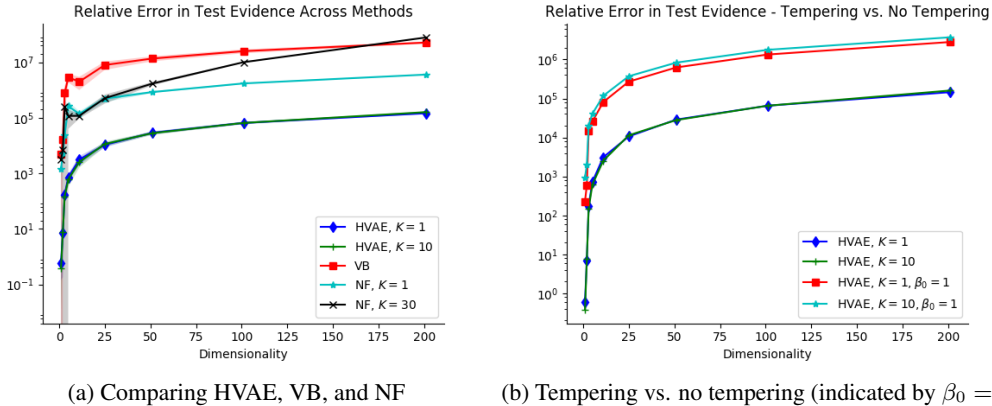 Relative Error in Test Evidence Across Methods
10^7
10^5
10^3
10^1
10^-1
HVAE, K = 1
HVAE, K = 10
VB
NF, K = 1
NF, K = 30
0 25 50 75 100 125 150 175 200
Dimensionality
(a) Comparing HVAE, VB, and NF
Relative Error in Test Evidence - Tempering vs. No Tempering
10^6
10^5
10^4
10^3
10^2
10^1
10^0
HVAE, K = 1
HVAE, K = 10
HVAE, K = 1, β₀ = 1
HVAE, K = 10, β₀ = 1
0 25 50 75 100 125 150 175 200
Dimensionality
(b) Tempering vs. no tempering (indicated by β₀ =